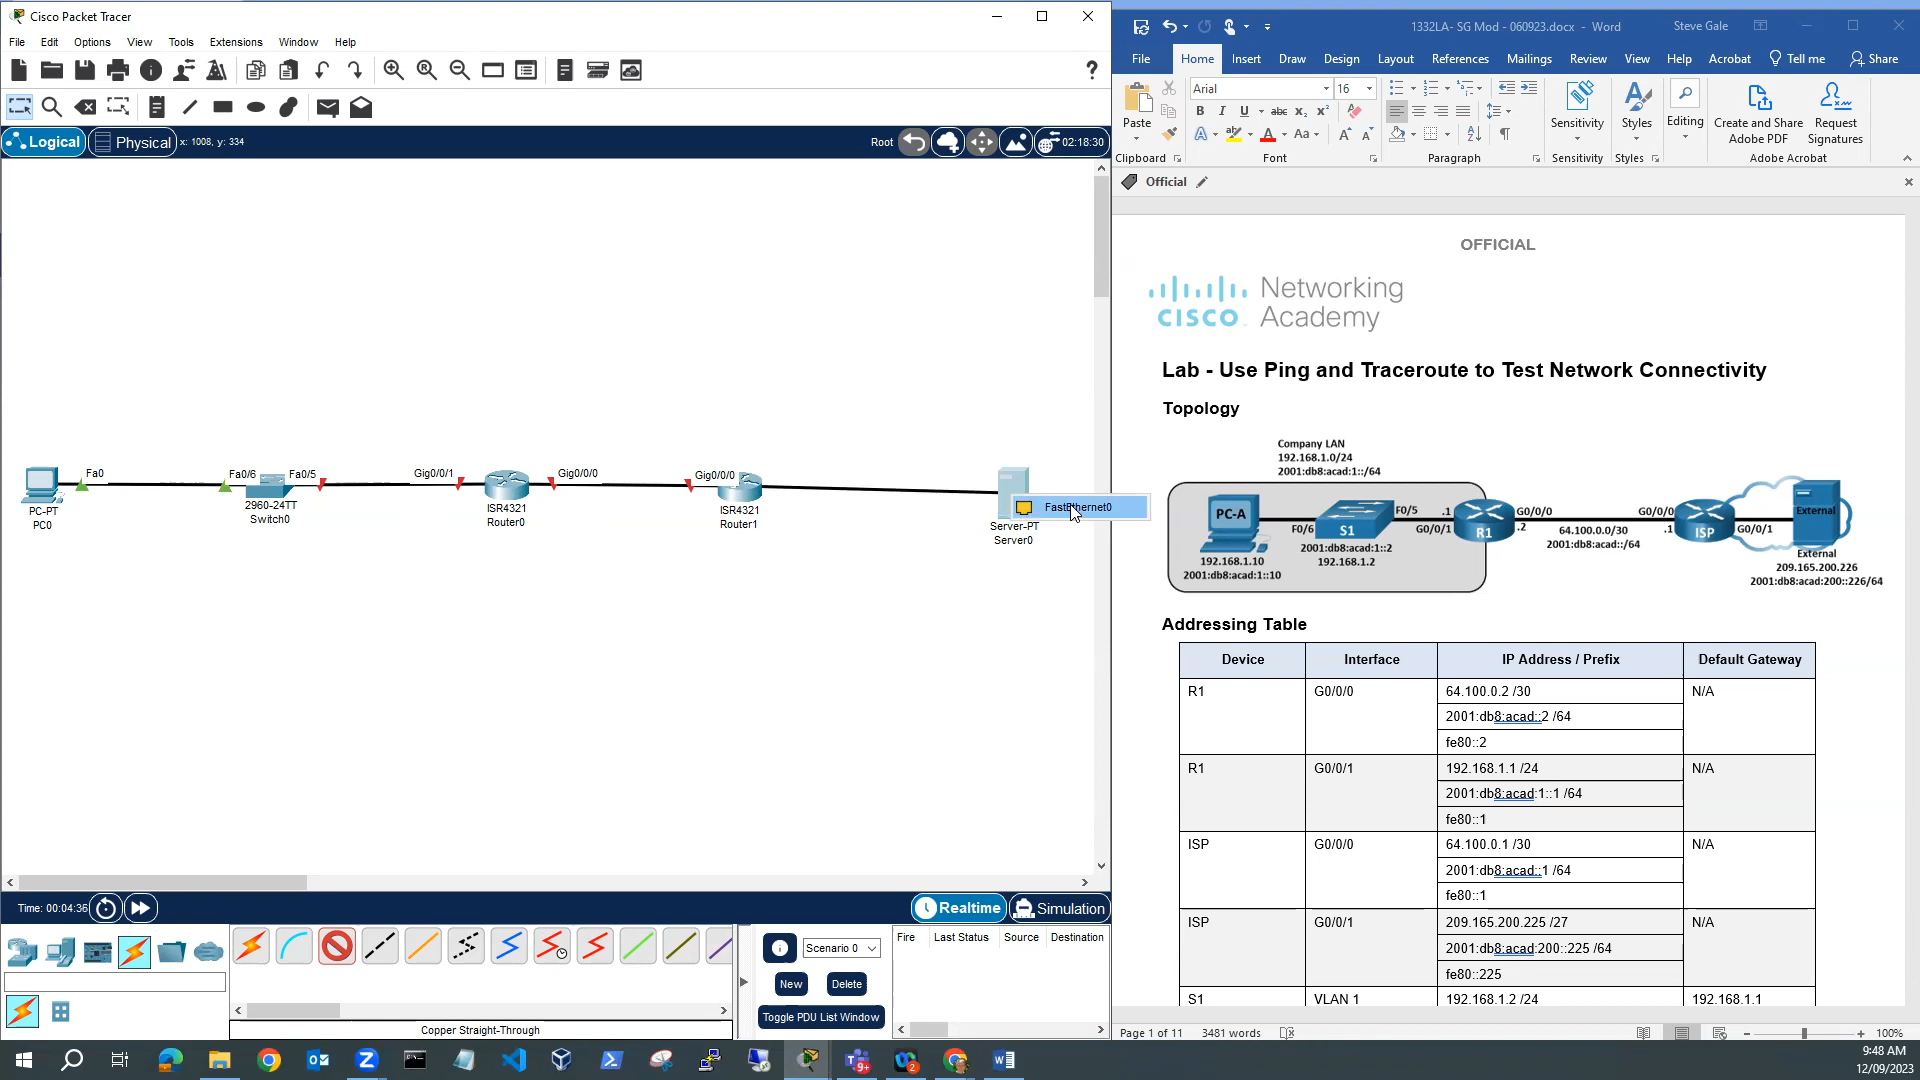 Cisco Packet Tracer
File Edit Options View Tools Extensions Window Help
?
Logical Physical x: 1008, y: 334 Root 02:18:30
Fa0 Fa0/6 Fa0/5 Gig0/0/1 Gig0/0/0 Gig0/0/0
PC-PT
PC0
2960-24TT
Switch0
ISR4321
Router0
ISR4321
Router1
FastEthernet0
Server-PT
Server0
Time: 00:04:36 Realtime Simulation
Scenario 0
New Delete
Toggle PDU List Window
Fire Last Status Source Destination
Copper Straight-Through
1332LA- SG Mod - 060923.docx - Word Steve Gale
File Home Insert Draw Design Layout References Mailings Review View Help Acrobat Tell me Share
Paste
Arial 16
B I U abc x₂ x²
A A Aa A A
Sensitivity Styles Editing
Create and Share
Adobe PDF
Request
Signatures
Clipboard Font Paragraph Sensitivity Styles Adobe Acrobat
Official
OFFICIAL
CISCO Networking
Academy
Lab - Use Ping and Traceroute to Test Network Connectivity
Topology
Company LAN
192.168.1.0/24
2001:db8:acad:1::/64
PC-A
F0/6
S1
F0/5
.1
G0/0/1
R1
G0/0/0
.2
64.100.0.0/30
2001:db8:acad::/64
G0/0/0
.1
ISP
G0/0/1
External
2001:db8:acad:1::2
192.168.1.2
192.168.1.10
2001:db8:acad:1::10
External
209.165.200.226
2001:db8:acad:200::226/64
Addressing Table
Device Interface IP Address / Prefix Default Gateway
R1 G0/0/0 64.100.0.2 /30 N/A
2001:db8:acad::2 /64
fe80::2
R1 G0/0/1 192.168.1.1 /24 N/A
2001:db8:acad:1::1 /64
fe80::1
ISP G0/0/0 64.100.0.1 /30 N/A
2001:db8:acad::1 /64
fe80::1
ISP G0/0/1 209.165.200.225 /27 N/A
2001:db8:acad:200::225 /64
fe80::225
S1 VLAN 1 192.168.1.2 /24 192.168.1.1
Page 1 of 11 3481 words 100%
9+
2
9:48 AM
12/09/2023